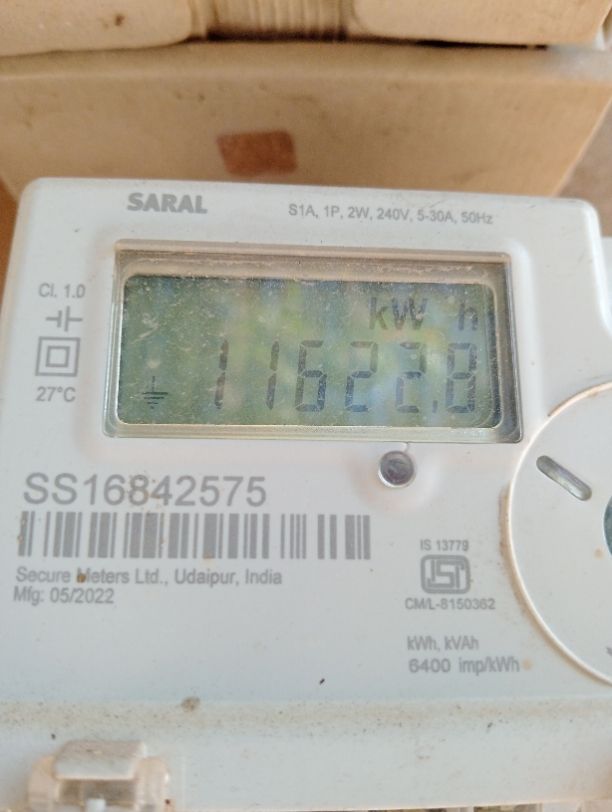 SARAL
S1A, 1P, 2W, 240V, 5-30A, 50Hz
Cl. 1.0
27°C
kW h
11622.8
SS16842575
Secure Meters Ltd., Udaipur, India
Mfg: 05/2022
IS 13779
CM/L-8150362
kWh, kVAh
6400 imp/kWh